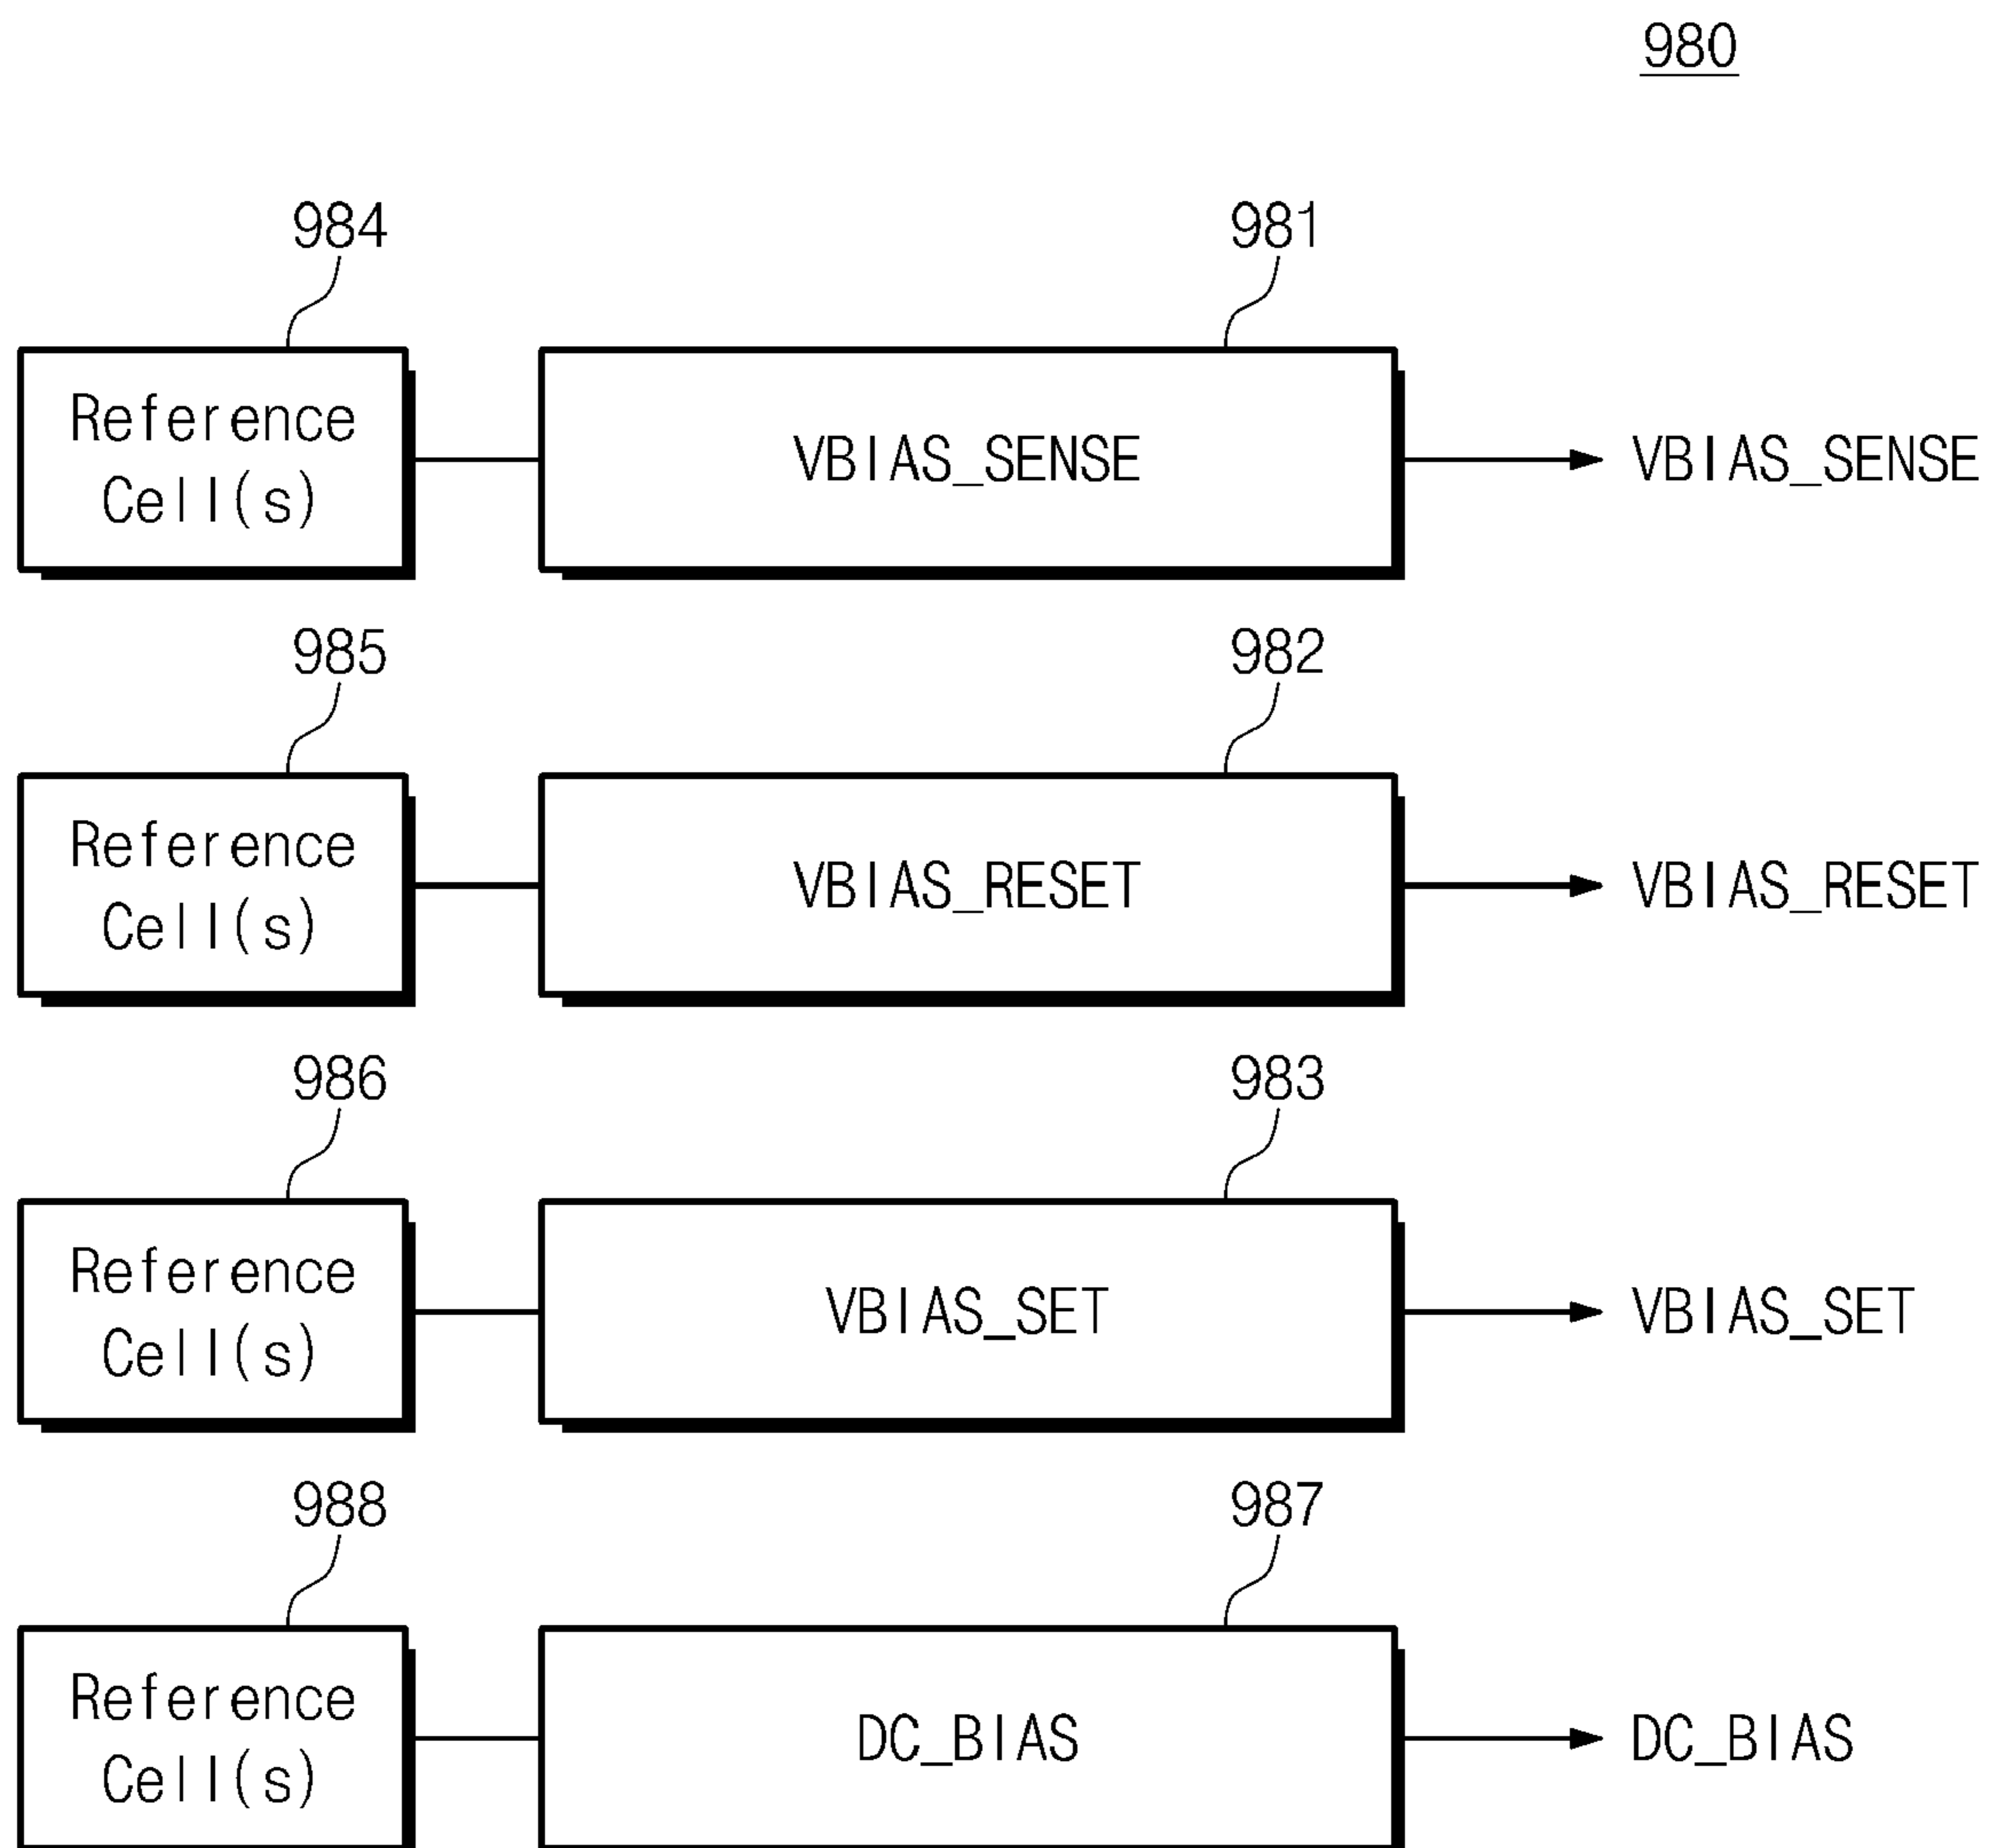 980
984
981
Reference
Cell(s)
VBIAS_SENSE
VBIAS_SENSE
985
982
Reference
Cell(s)
VBIAS_RESET
VBIAS_RESET
986
983
Reference
Cell(s)
VBIAS_SET
VBIAS_SET
988
987
Reference
Cell(s)
DC_BIAS
DC_BIAS